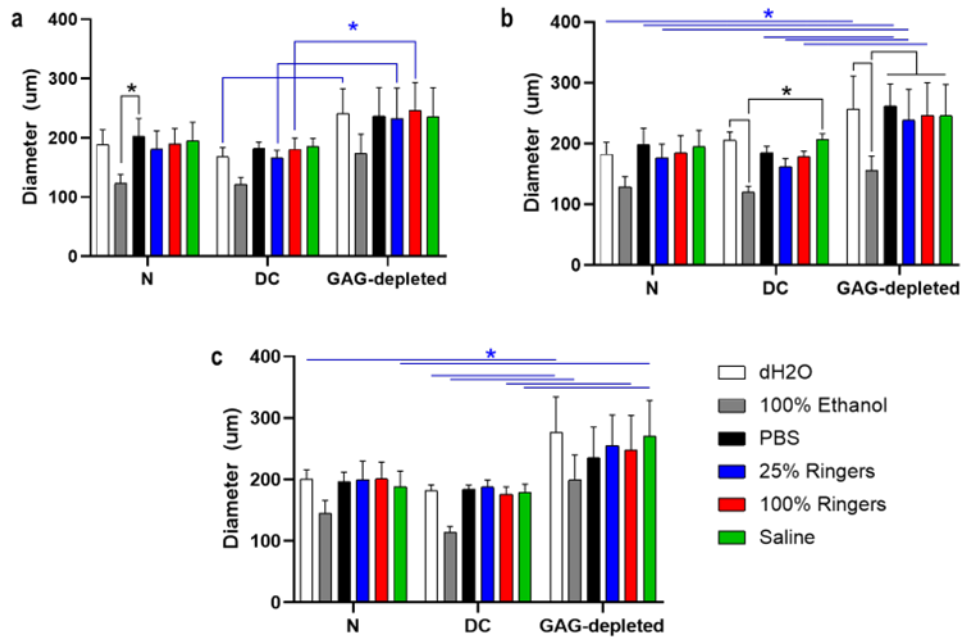 a
400
300
200
100
0
Diameter (um)
*
*
N
DC
GAG-depleted
b
400
300
200
100
0
Diameter (um)
*
*
N
DC
GAG-depleted
c
400
300
200
100
0
Diameter (um)
*
N
DC
GAG-depleted
dH2O
100% Ethanol
PBS
25% Ringers
100% Ringers
Saline